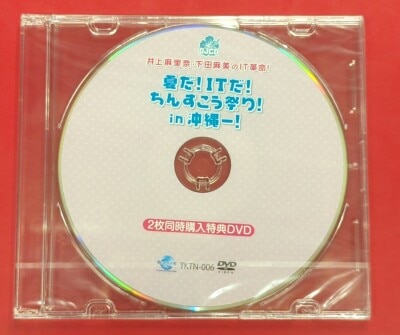 井上麻里奈・下田麻美のIT革命!
夏だ!ITだ!
ちんすこう祭り!
in 沖縄ー!
2枚同時購入特典DVD
TKTN-006
DVD
VIDEO